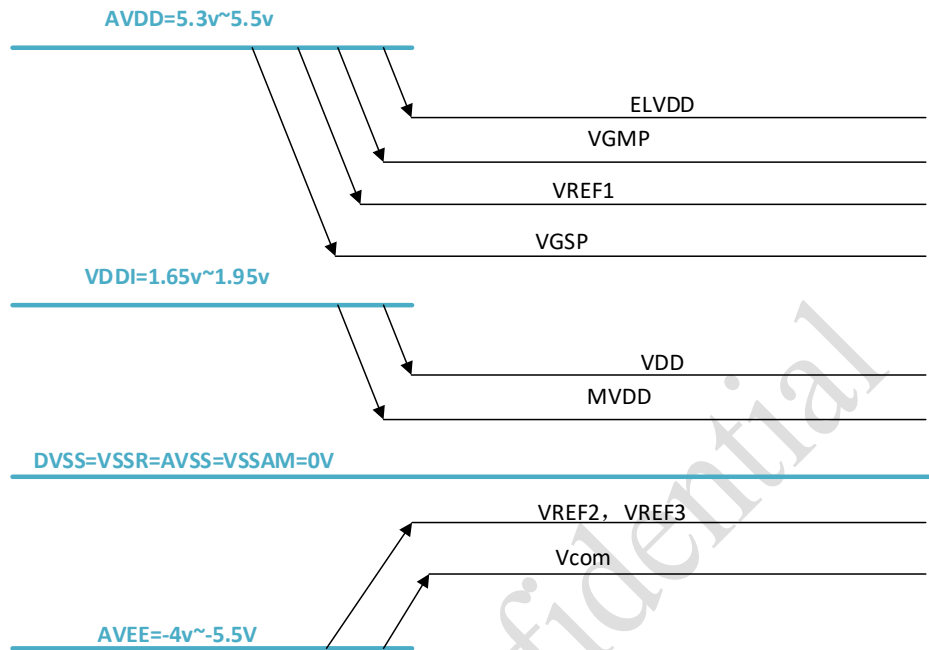 AVDD=5.3v~5.5v
ELVDD
VGMP
VREF1
VGSP
VDDI=1.65v~1.95v
VDD
MVDD
DVSS=VSSR=AVSS=VSSAM=0V
VREF2，VREF3
Vcom
AVEE=-4v~-5.5V
fidential